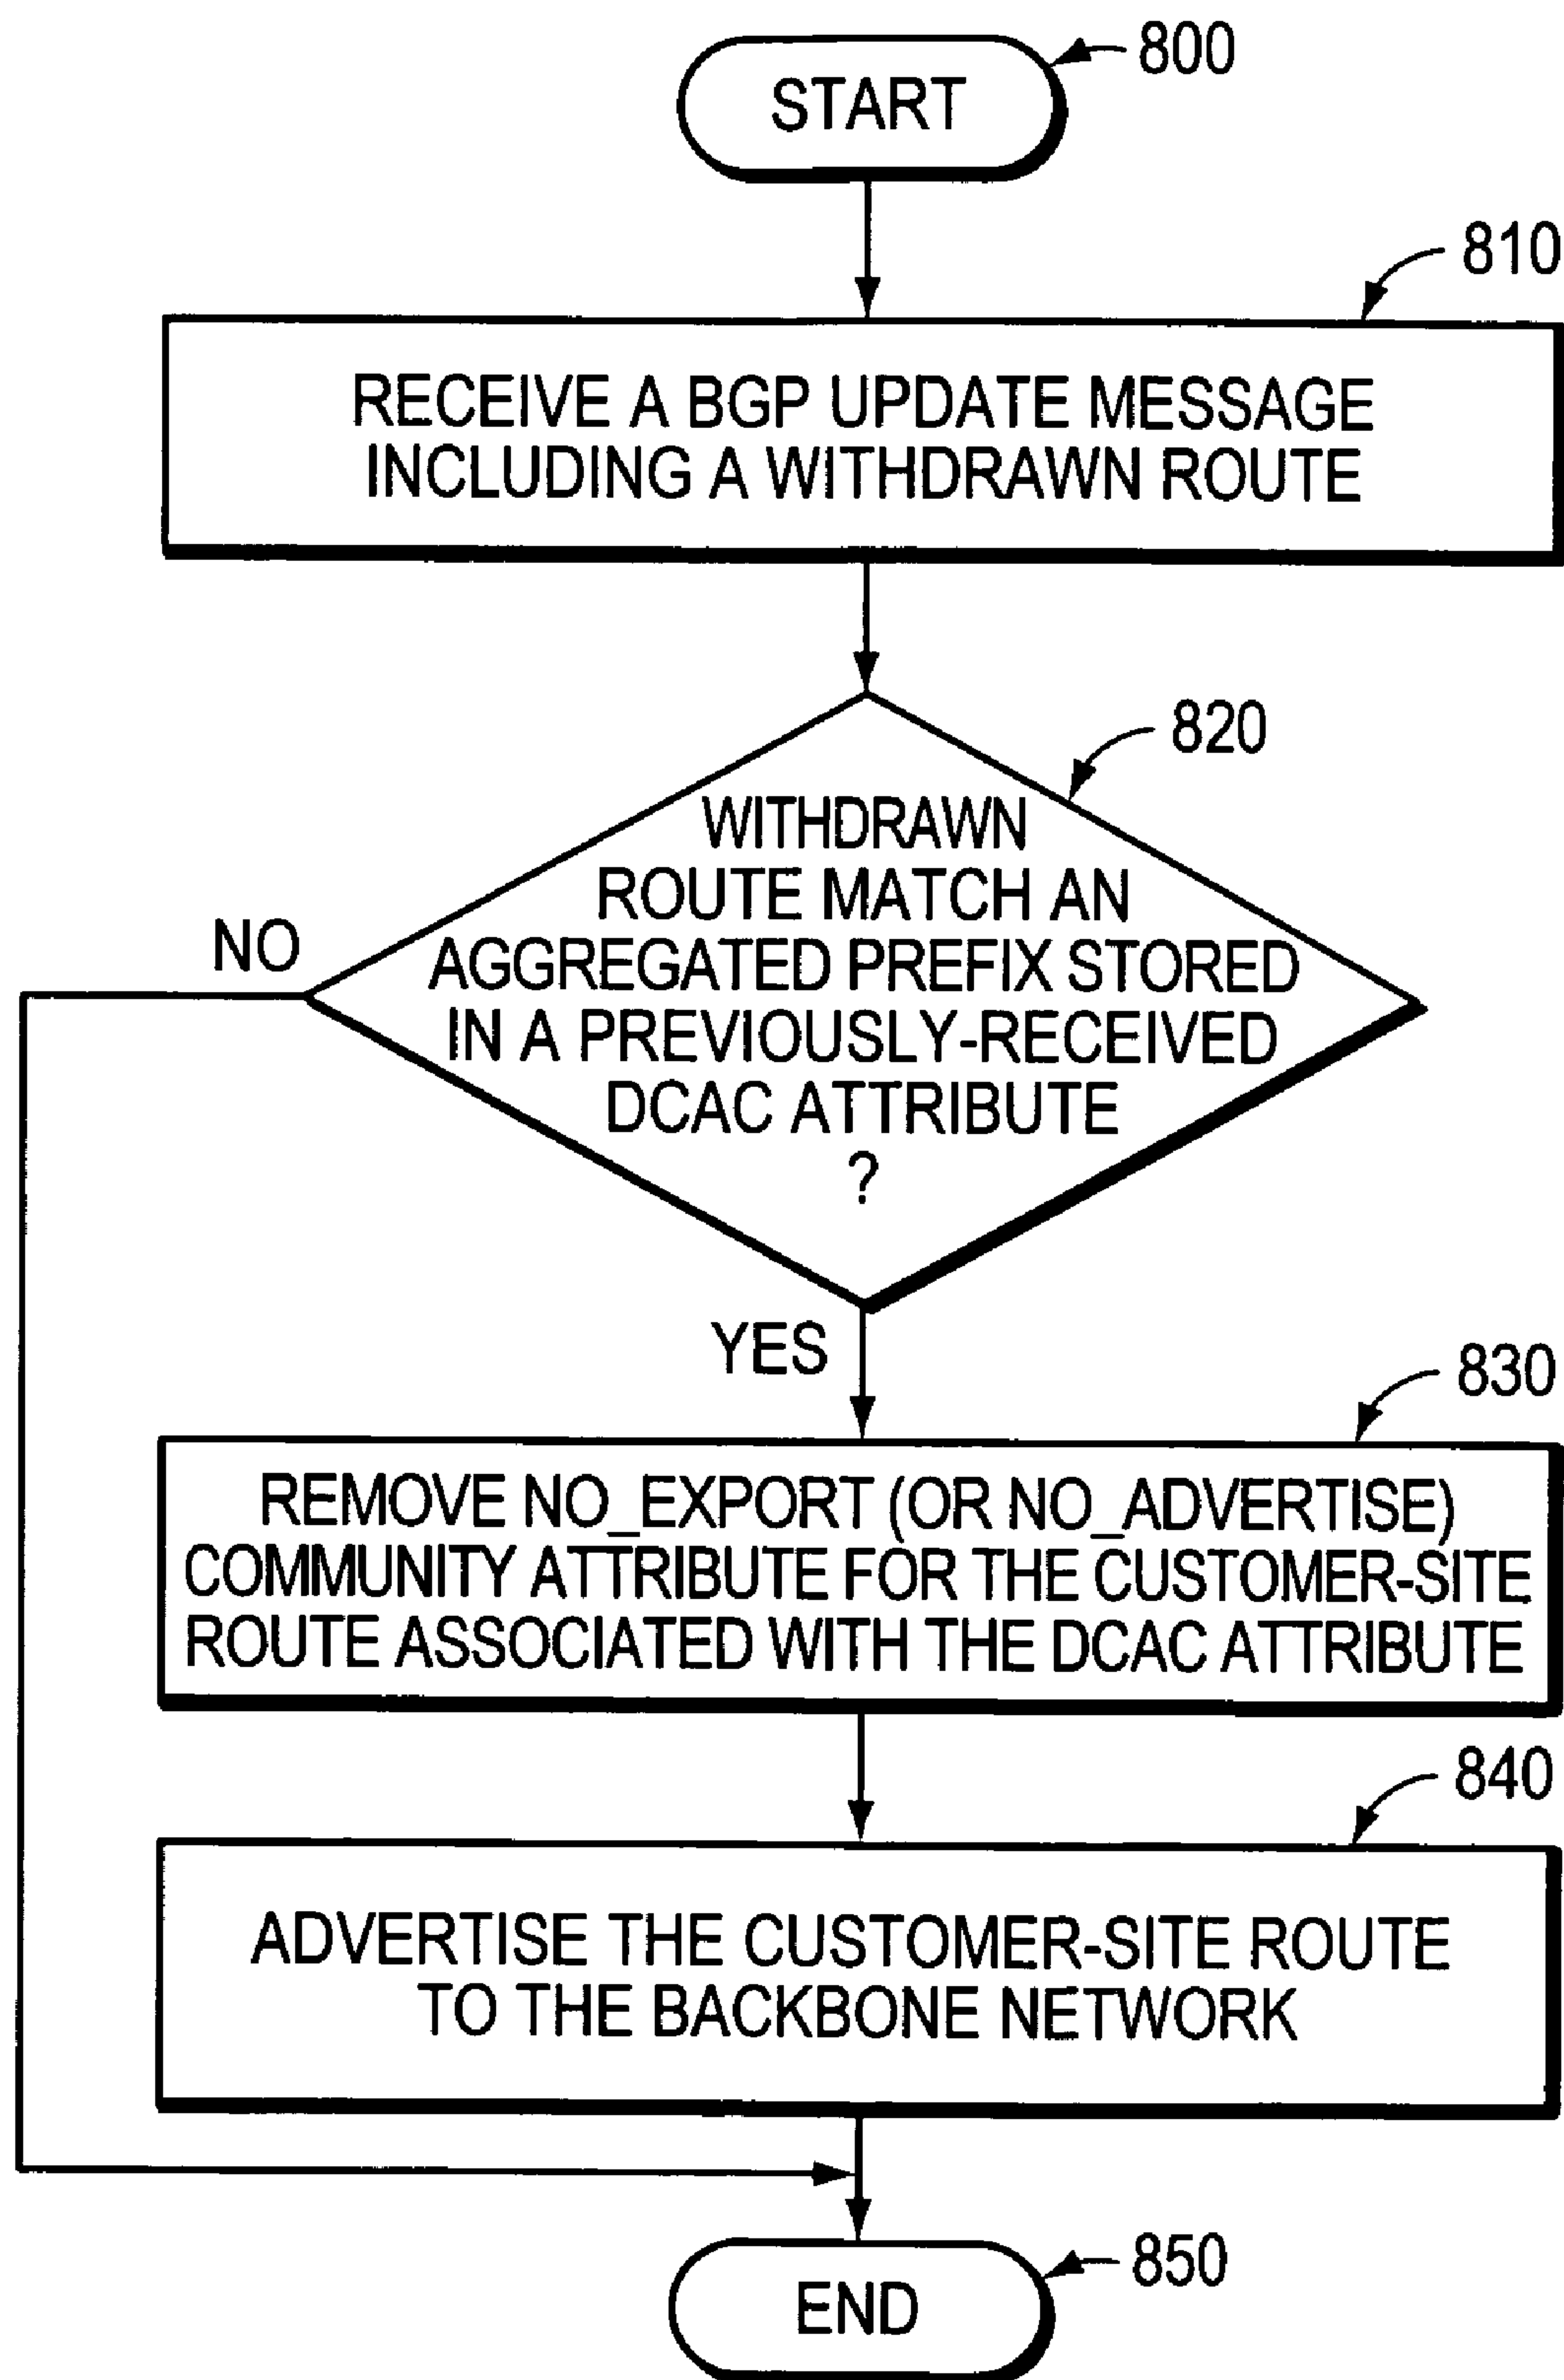 START
800
810
RECEIVE A BGP UPDATE MESSAGE
INCLUDING A WITHDRAWN ROUTE
820
WITHDRAWN
ROUTE MATCH AN
AGGREGATED PREFIX STORED
IN A PREVIOUSLY-RECEIVED
DCAC ATTRIBUTE
?
NO
YES
830
REMOVE NO_EXPORT (OR NO_ADVERTISE)
COMMUNITY ATTRIBUTE FOR THE CUSTOMER-SITE
ROUTE ASSOCIATED WITH THE DCAC ATTRIBUTE
840
ADVERTISE THE CUSTOMER-SITE ROUTE
TO THE BACKBONE NETWORK
850
END